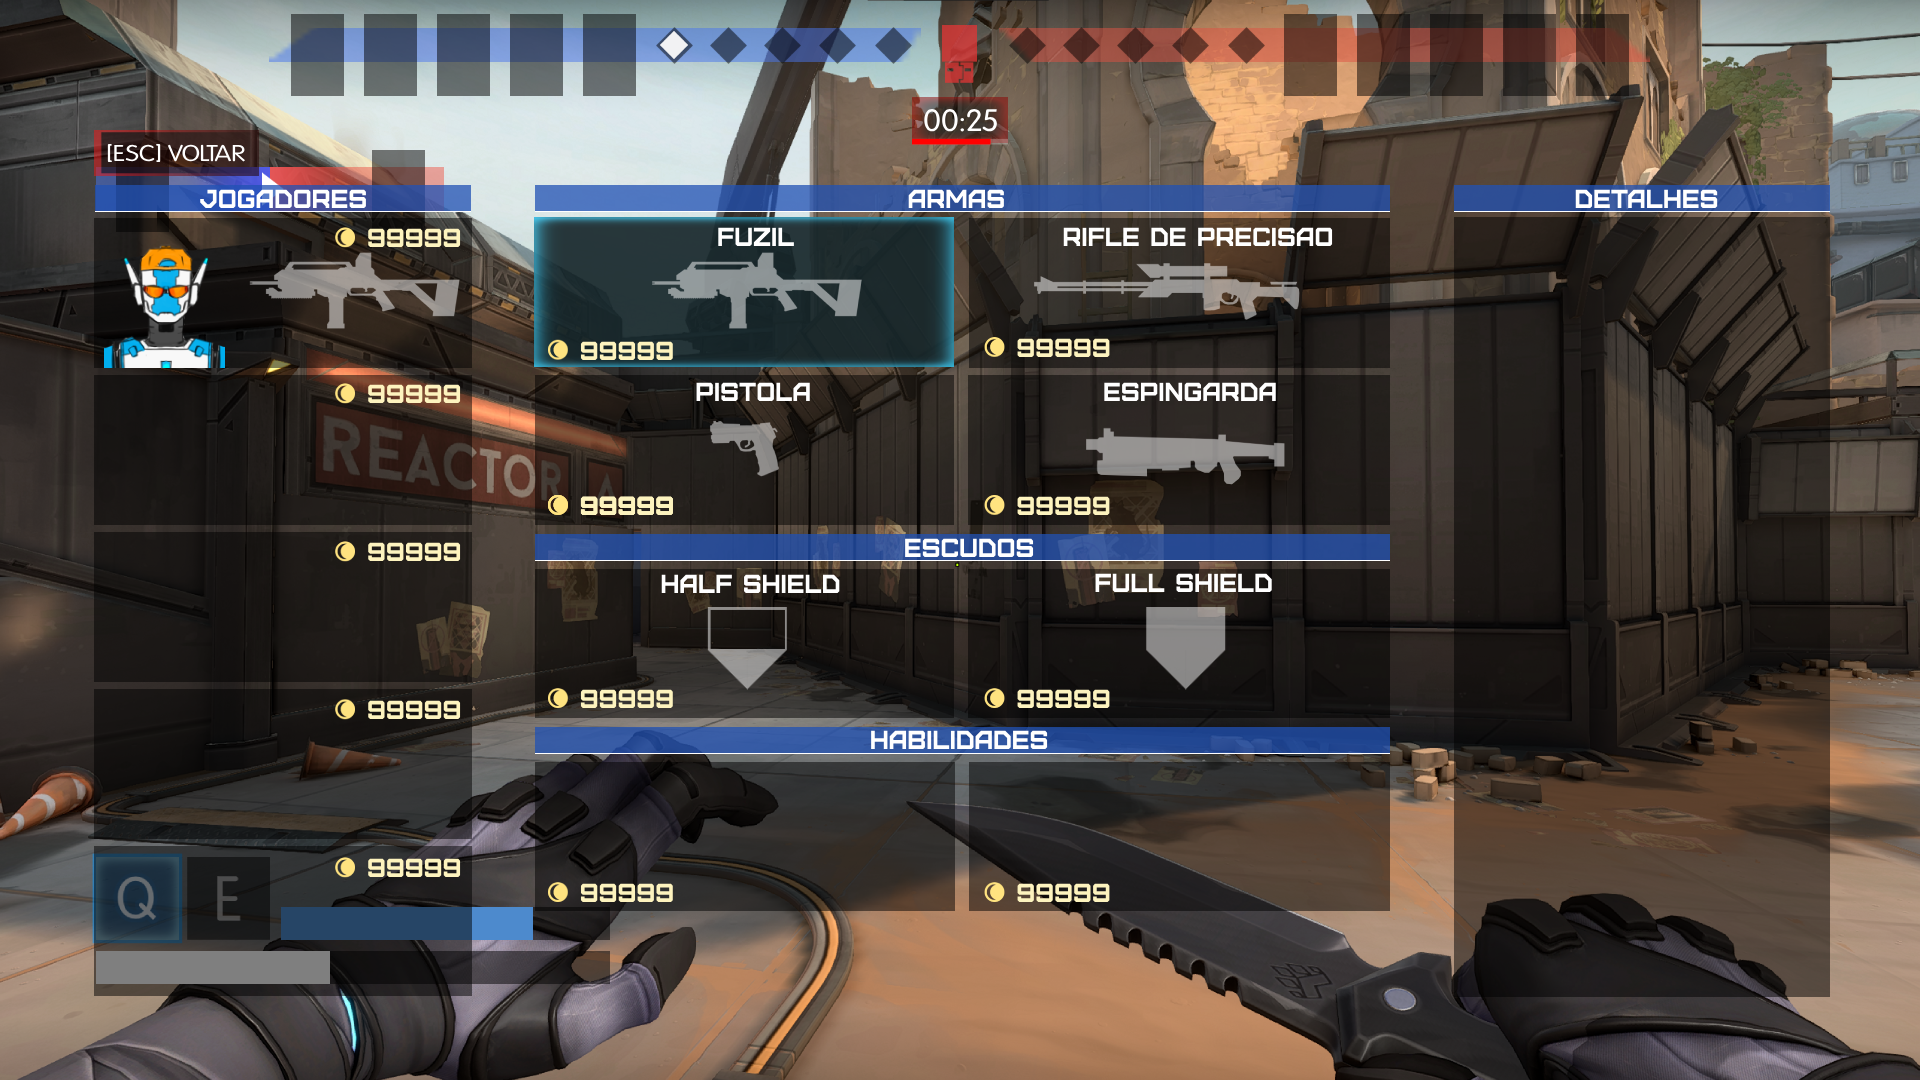 00:25
[ESC] VOLTAR
JOGADORES
ARMAS
DETALHES
99999
FUZIL
99999
RIFLE DE PRECISAO
99999
99999
PISTOLA
99999
ESPINGARDA
99999
REACTOR A
ESCUDOS
99999
HALF SHIELD
99999
FULL SHIELD
99999
99999
HABILIDADES
99999
99999
99999
Q
E